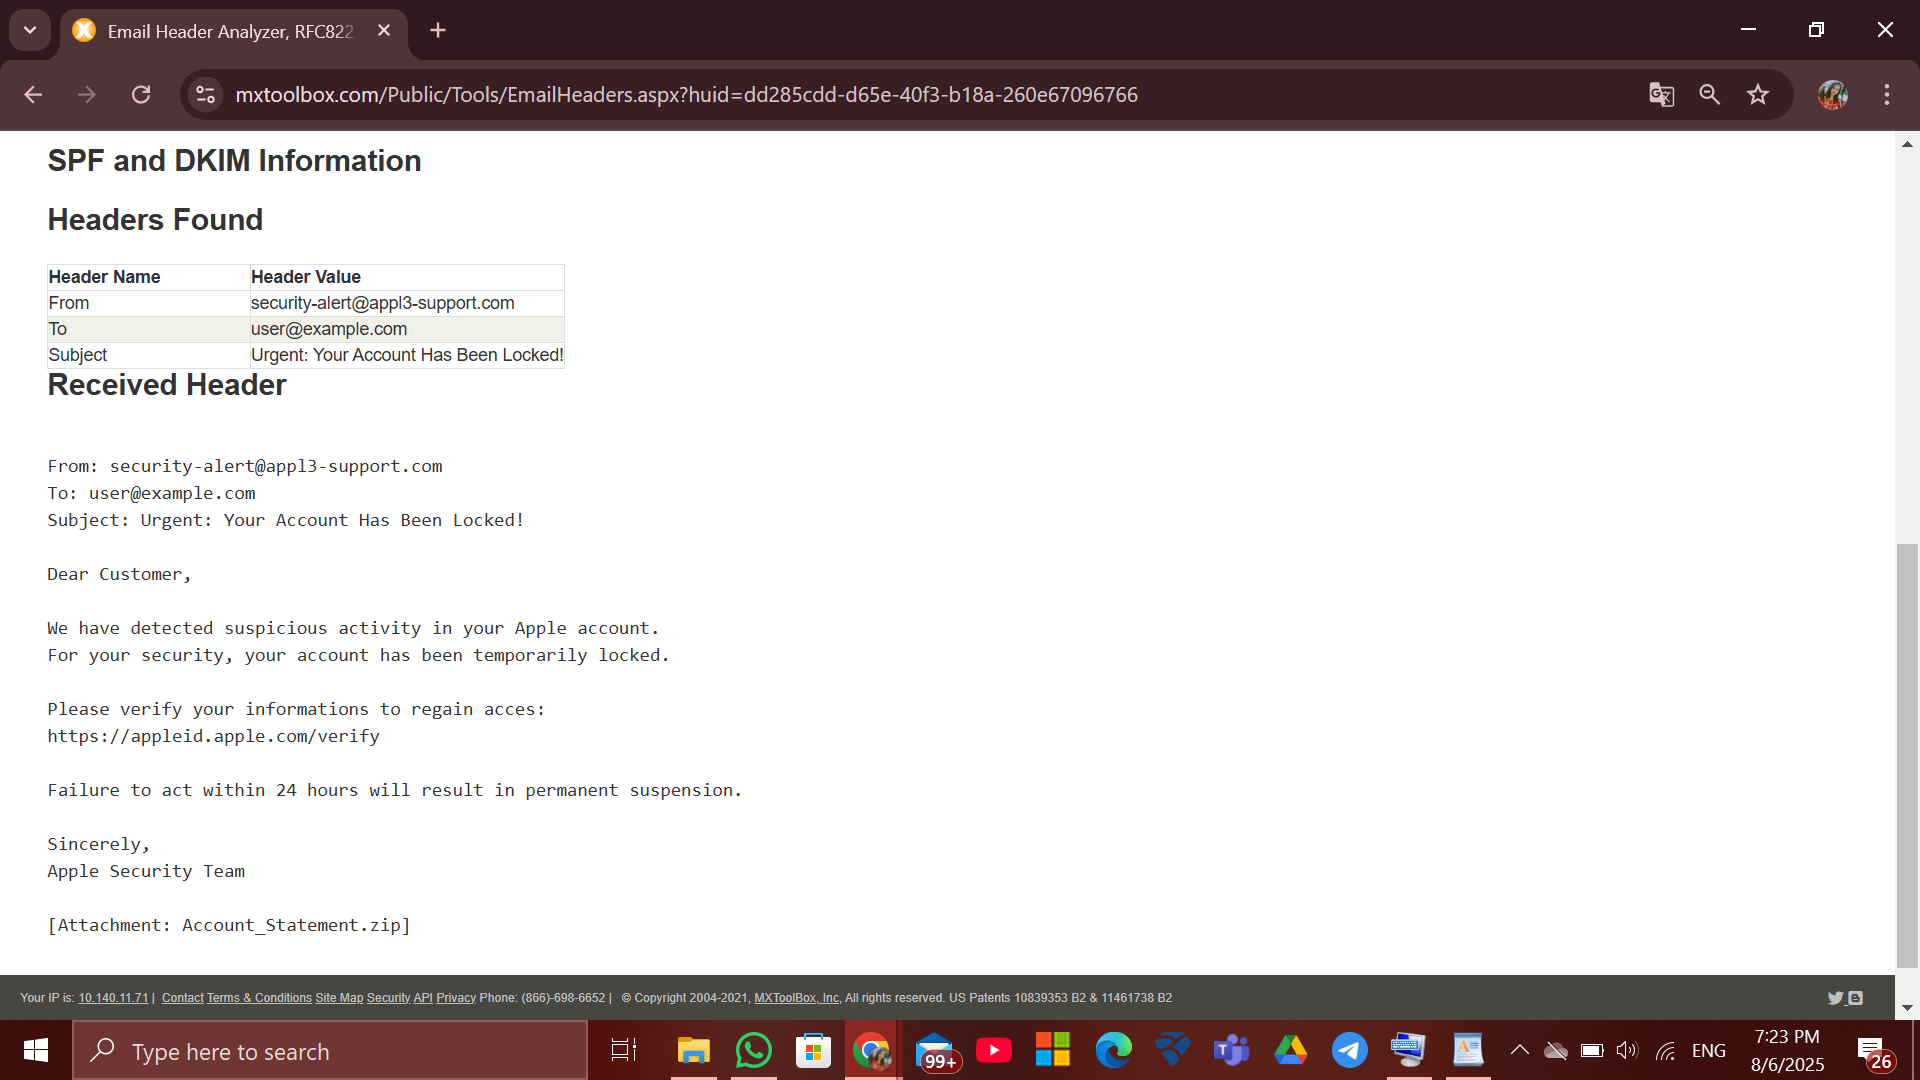 Email Header Analyzer, RFC822
mxtoolbox.com/Public/Tools/EmailHeaders.aspx?huid=dd285cdd-d65e-40f3-b18a-260e67096766
SPF and DKIM Information
Headers Found
Header Name Header Value
From security-alert@appl3-support.com
To user@example.com
Subject Urgent: Your Account Has Been Locked!
Received Header
From: security-alert@appl3-support.com
To: user@example.com
Subject: Urgent: Your Account Has Been Locked!
Dear Customer,
We have detected suspicious activity in your Apple account.
For your security, your account has been temporarily locked.
Please verify your informations to regain acces:
https://appleid.apple.com/verify
Failure to act within 24 hours will result in permanent suspension.
Sincerely,
Apple Security Team
[Attachment: Account_Statement.zip]
Your IP is: 10.140.11.71 | Contact Terms & Conditions Site Map Security API Privacy Phone: (866)-698-6652 | © Copyright 2004-2021, MXToolBox, Inc, All rights reserved. US Patents 10839353 B2 & 11461738 B2
Type here to search
99+
ENG
7:23 PM
8/6/2025
26